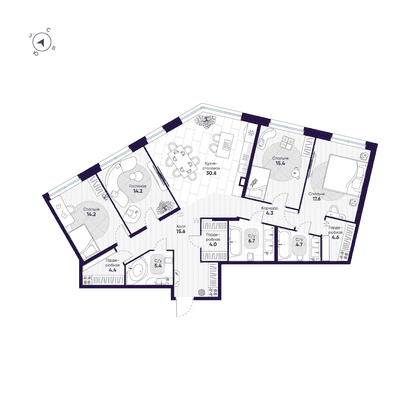 С
З
В
Ю
Кухня-
столовая
30.4
Спальня
15.4
Спальня
17.6
Гостиная
14.2
Спальня
14.2
Коридор
4.3
Холл
15.6
Гарде-
робная
4.0
С/у
6.7
С/у
4.7
Гарде-
робная
4.6
Гарде-
робная
4.4
С/у
5.4